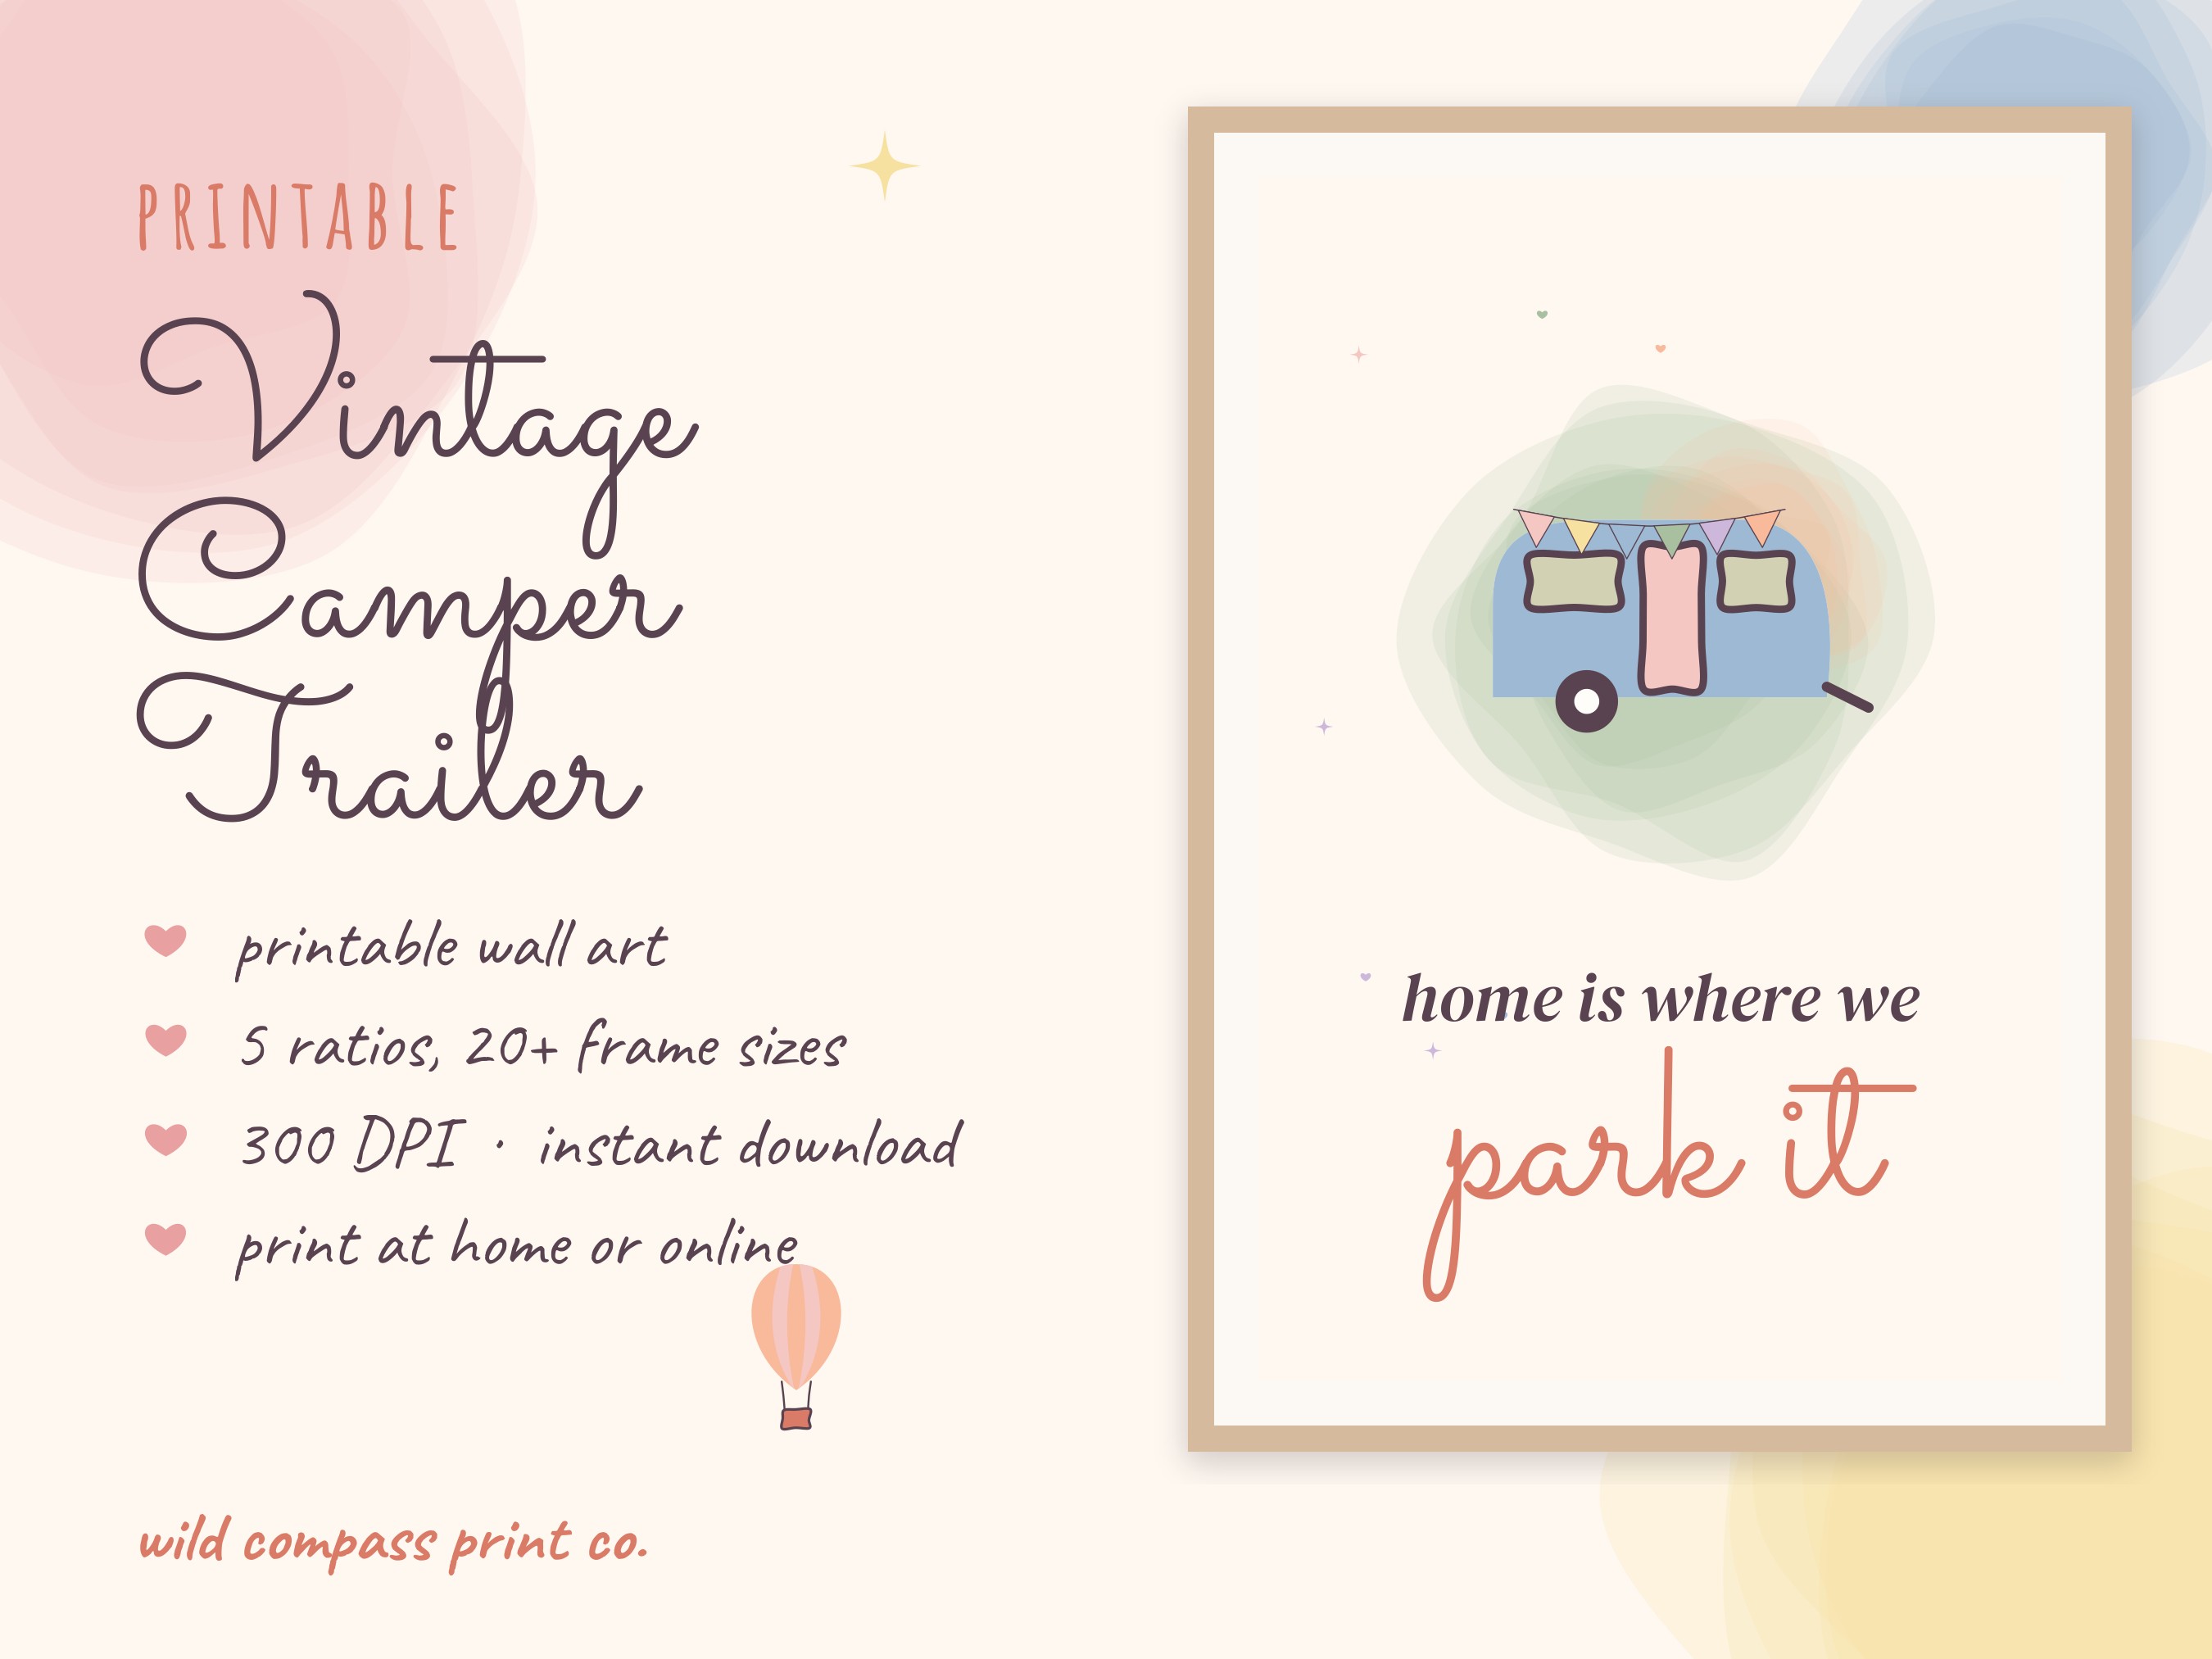 PRINTABLE
Vintage
Camper
Trailer
printable wall art
5 ratios, 20+ frame sizes
300 DPI · instant download
print at home or online
wild compass print co.
home is where we
park it